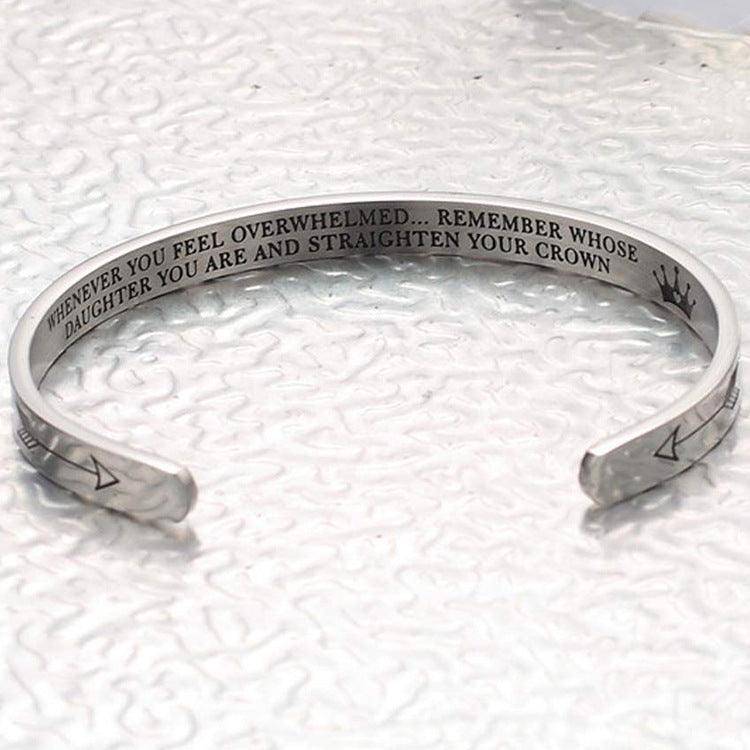 WHENEVER YOU FEEL OVERWHELMED... REMEMBER WHOSE
DAUGHTER YOU ARE AND STRAIGHTEN YOUR CROWN